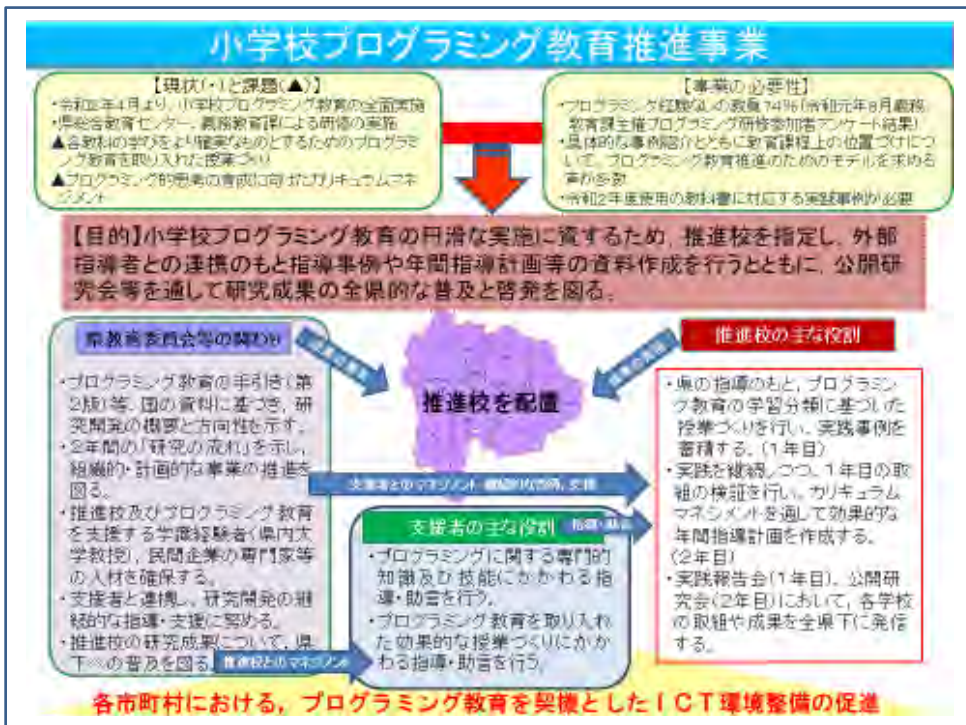 小学校プログラミング教育推進事業
【現状(・)と課題(▲)】
・令和2年4月より、小学校プログラミング教育の全面実施
・県総合教育センター、義務教育課による研修の実施
▲各教科の学びをより確実なものとするためのプログラミ
ング教育を取り入れた授業づくり
▲プログラミング的思考の育成に向けたカリキュラムマネ
ジメント
【事業の必要性】
・プログラミング経験なしの教員74%(令和元年8月義務
教育課主催プログラミング研修参加者アンケート結果)
・具体的な事例紹介とともに教育課程上の位置づけにつ
いて、プログラミング教育推進のためのモデルを求める
声が多数
・令和2年度使用の教科書に対応する実践事例が必要
【目的】小学校プログラミング教育の円滑な実施に資するため，推進校を指定し，外部
指導者との連携のもと指導事例や年間指導計画等の資料作成を行うとともに，公開研
究会等を通して研究成果の全県的な普及と啓発を図る。
県教育委員会等の関わり
・プログラミング教育の手引き(第
2版)等、国の資料に基づき、研
究開発の概要と方向性を示す。
・2年間の「研究の流れ」を示し、
組織的・計画的な事業の推進を
図る。
・推進校及びプログラミング教育
を支援する学識経験者(県内大
学教授)、民間企業の専門家等
の人材を確保する。
・支援者と連携し、研究開発の継
続的な指導・支援に努める。
・推進校の研究成果について、県
下への普及を図る。
推進校を配置
支援者とのマネジメント
推進校とのマネジメント
支援者の主な役割
・プログラミングに関する専門的
知識及び技能にかかわる指
導・助言を行う。
・プログラミング教育を取り入れ
た効果的な授業づくりにかか
わる指導・助言を行う。
指導・助言
推進校の主な役割
・県の指導のもと、プログラミン
グ教育の学習分類に基づいた
授業づくりを行い、実践事例を
蓄積する。(1年目)
・実践を継続しつつ、1年目の取
組の検証を行い、カリキュラム
マネジメントを通して効果的な
年間指導計画を作成する。
(2年目)
・実践報告会(1年目)、公開研
究会(2年目)において、各学校
の取組や成果を全県下に発信
する。
各市町村における，プログラミング教育を契機としたＩＣＴ環境整備の促進